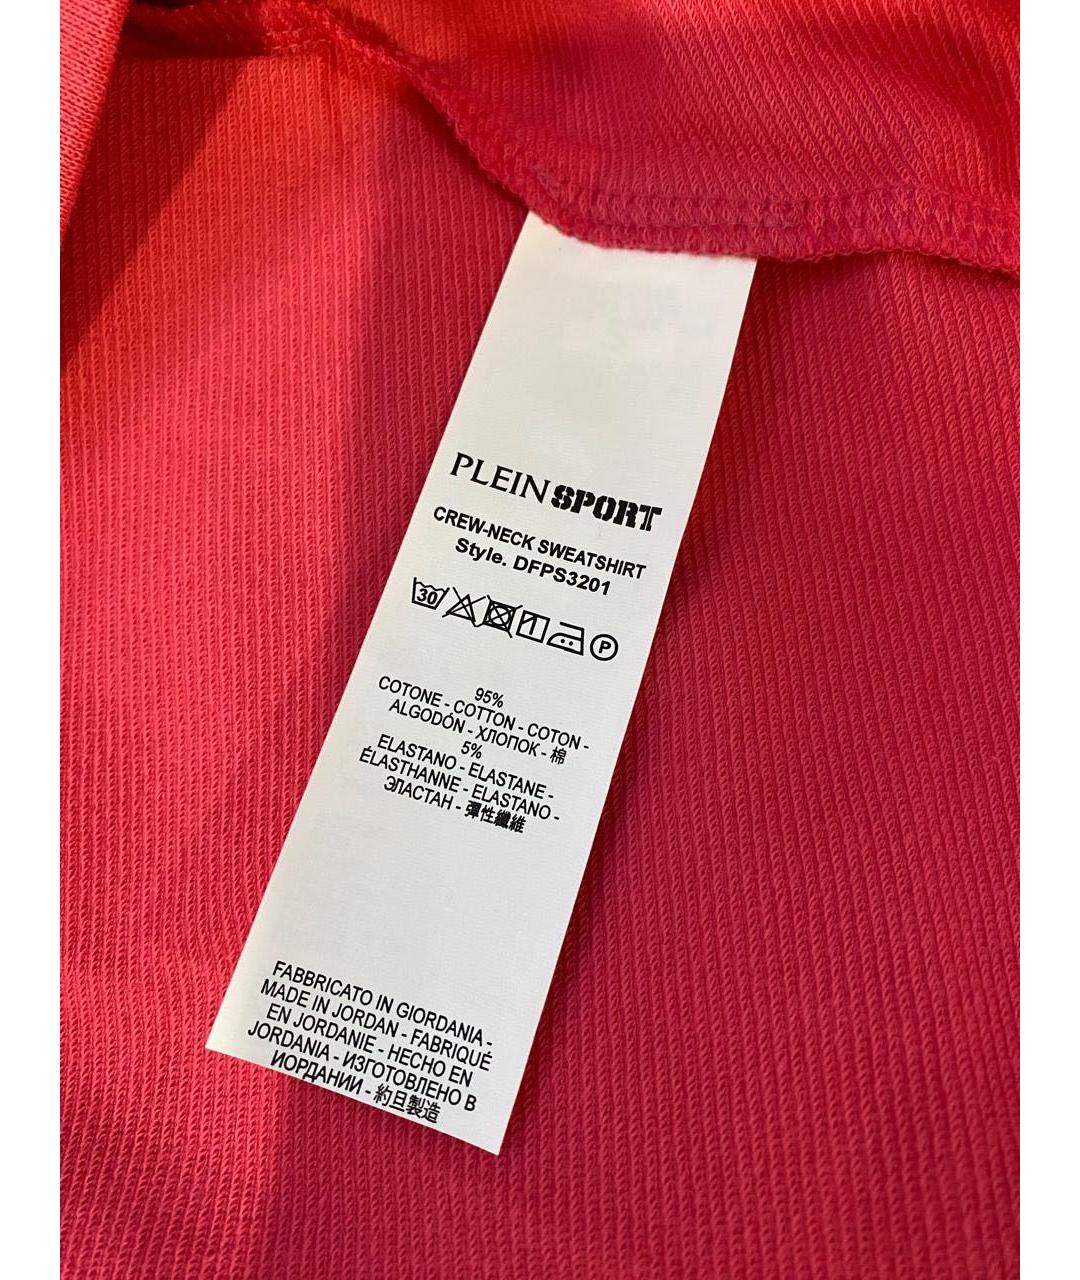 PLEIN SPORT
CREW-NECK SWEATSHIRT
Style. DFPS3201
30 P
95%
COTONE - COTTON - COTON -
ALGODÓN - ХЛОПОК - 棉
5%
ELASTANO - ELASTANE -
ÉLASTHANNE - ELASTANO -
ЭЛАСТАН - 彈性纖維
FABBRICATO IN GIORDANIA -
MADE IN JORDAN - FABRIQUÉ
EN JORDANIE - HECHO EN
JORDANIA - ИЗГОТОВЛЕНО В
ИОРДАНИИ - 約旦製造